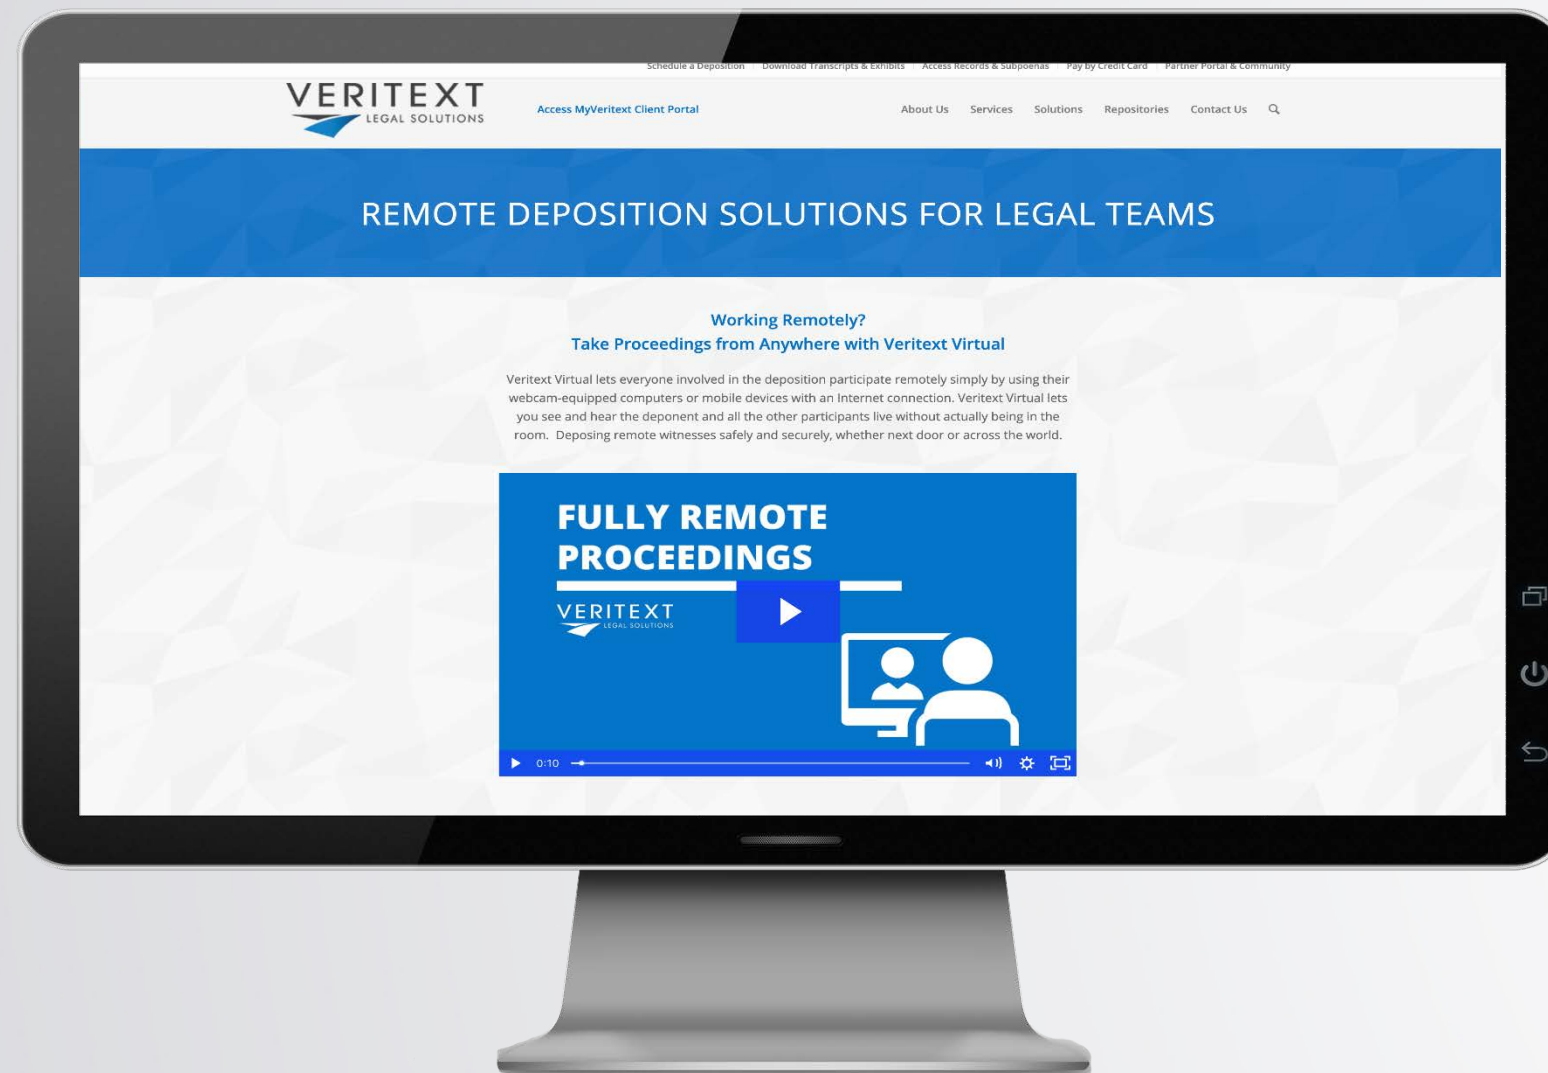 Schedule a Deposition Download Transcripts & Exhibits Access Records & Subpoenas Pay by Credit Card Partner Portal & Community
VERITEXT
LEGAL SOLUTIONS
Access MyVeritext Client Portal
About Us Services Solutions Repositories Contact Us
REMOTE DEPOSITION SOLUTIONS FOR LEGAL TEAMS
Working Remotely?
Take Proceedings from Anywhere with Veritext Virtual
Veritext Virtual lets everyone involved in the deposition participate remotely simply by using their
webcam-equipped computers or mobile devices with an Internet connection. Veritext Virtual lets
you see and hear the deponent and all the other participants live without actually being in the
room. Deposing remote witnesses safely and securely, whether next door or across the world.
FULLY REMOTE
PROCEEDINGS
VERITEXT
LEGAL SOLUTIONS
0:10